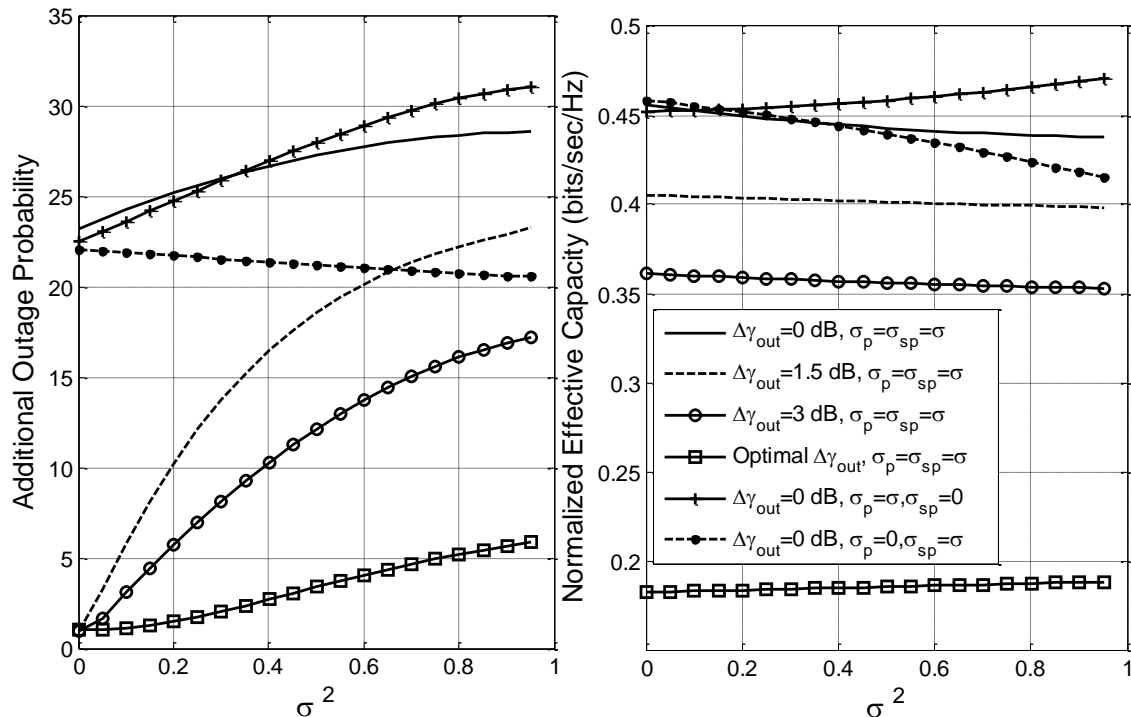 Additional Outage Probability
35
30
25
20
15
10
5
0
0
0.2
0.4
0.6
0.8
1
σ ²
Normalized Effective Capacity (bits/sec/Hz)
0.5
0.45
0.4
0.35
0.3
0.2
0.2
0
0.2
0.4
0.6
0.8
1
σ ²
Δγout=0 dB, σp=σsp=σ
Δγout=1.5 dB, σp=σsp=σ
Δγout=3 dB, σp=σsp=σ
Optimal Δγout, σp=σsp=σ
Δγout=0 dB, σp=σ,σsp=0
Δγout=0 dB, σp=0,σsp=σ